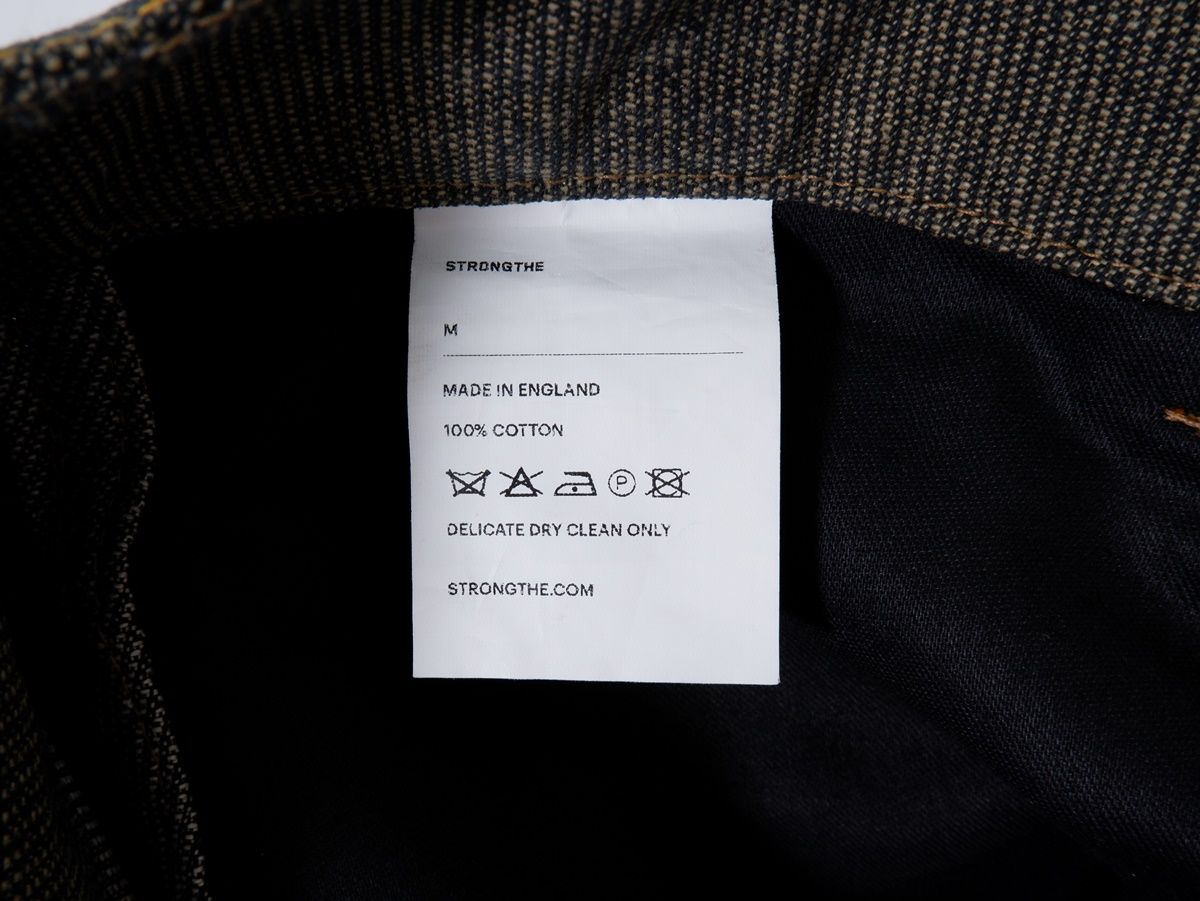 STRONGTHE
M
MADE IN ENGLAND
100% COTTON
P
DELICATE DRY CLEAN ONLY
STRONGTHE.COM